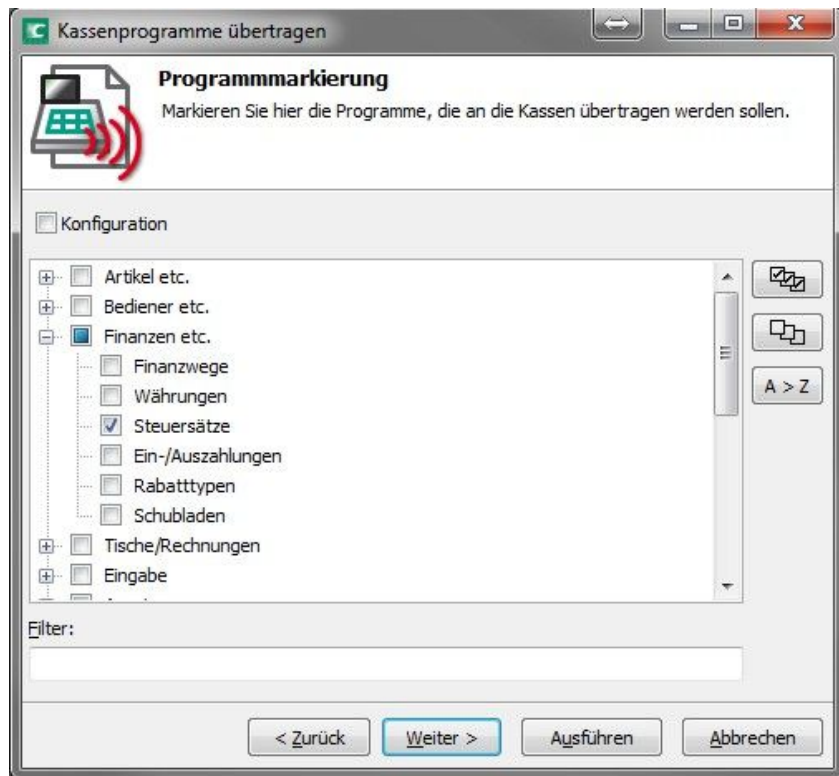 Kassenprogramme übertragen
Programmmarkierung
Markieren Sie hier die Programme, die an die Kassen übertragen werden sollen.
Konfiguration
Artikel etc.
Bediener etc.
Finanzen etc.
Finanzwege
Währungen
Steuersätze
Ein-/Auszahlungen
Rabatttypen
Schubladen
Tische/Rechnungen
Eingabe
A > Z
Filter:
< Zurück
Weiter >
Ausführen
Abbrechen